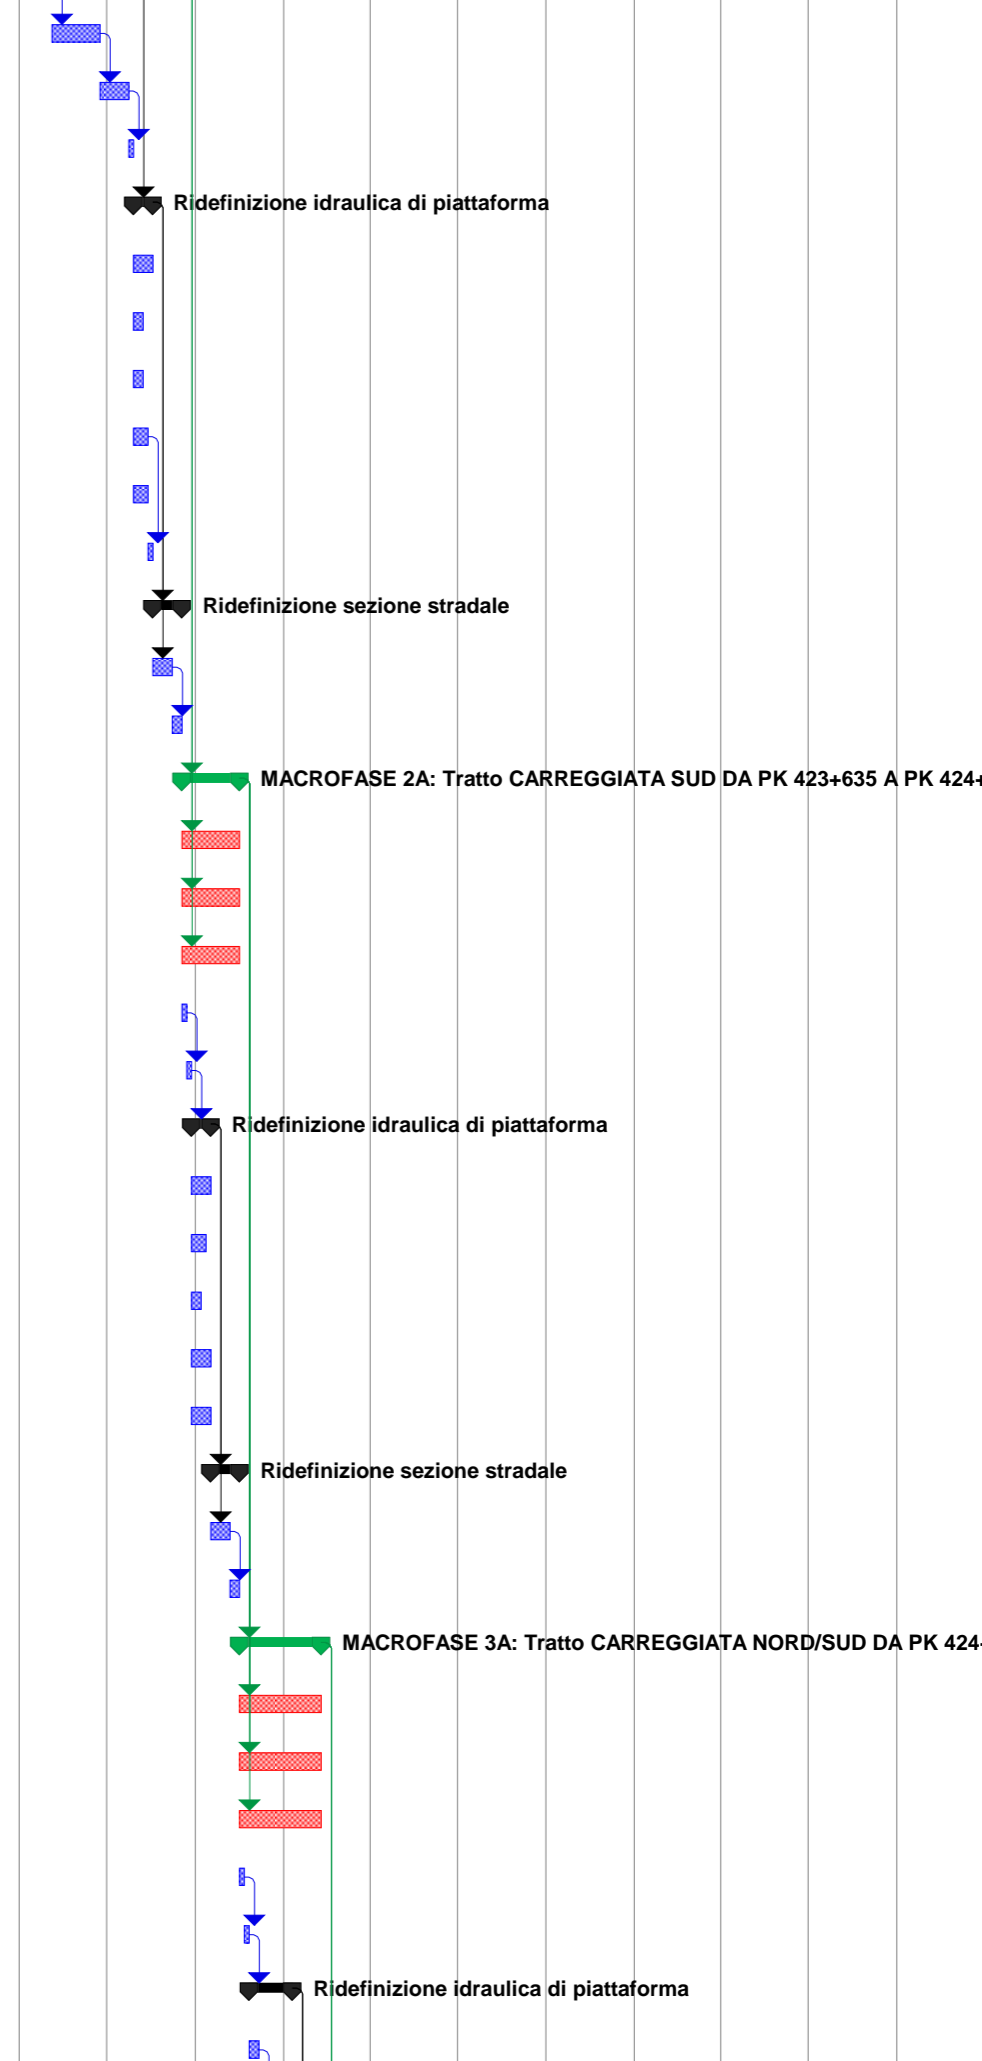 Ridefinizione idraulica di piattaforma
Ridefinizione sezione stradale
MACROFASE 2A: Tratto CARREGGIATA SUD DA PK 423+635 A PK 424+
Ridefinizione idraulica di piattaforma
Ridefinizione sezione stradale
MACROFASE 3A: Tratto CARREGGIATA NORD/SUD DA PK 424+
Ridefinizione idraulica di piattaforma